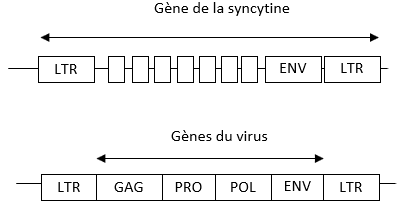 Gène de la syncytine
LTR ENV LTR
Gènes du virus
LTR GAG PRO POL ENV LTR